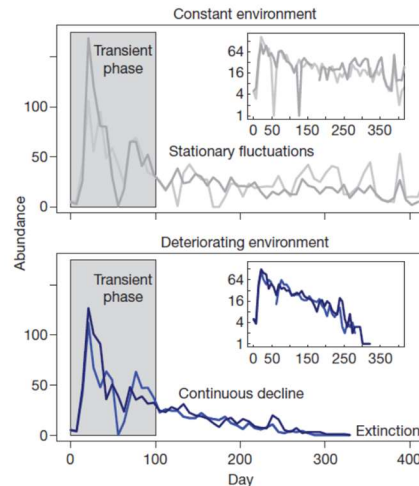 Constant environment
Transient
phase
64
16
4
1
0 50 150 250 350
100
50
0
Stationary fluctuations
Abundance
Deteriorating environment
Transient
phase
64
16
4
1
0 50 150 250 350
100
50
0
Continuous decline
Extinction
0 100 200 300 400
Day